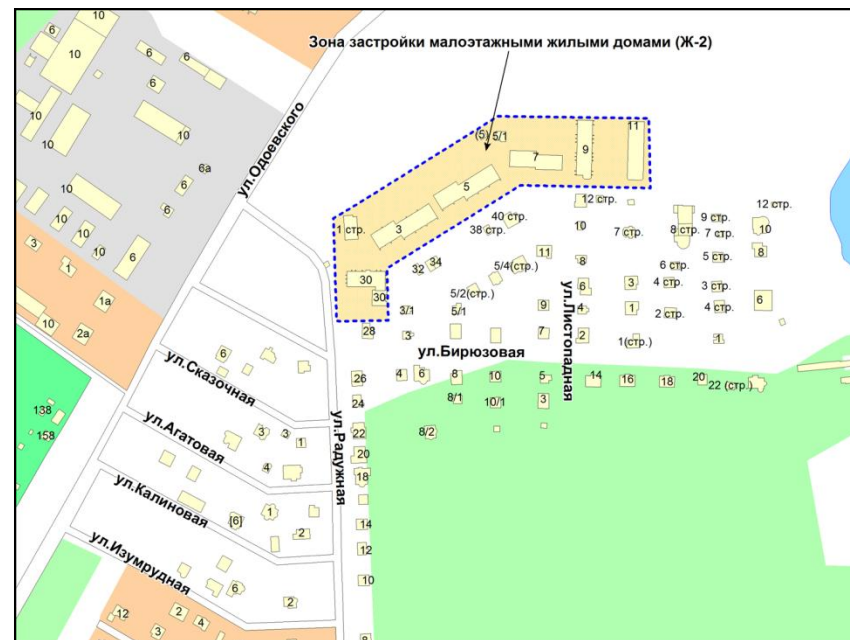 Зона застройки малоэтажными жилыми домами (Ж-2)
10
6
10
10
6
6
6
10
10
10
10
6а
6
10
6
10
10
10
6
3
1
1а
10
2а
138
158
ул.Одоевского
(5) 5/1
11
9
7
5
1 стр.
3
30
30
40 стр.
38 стр.
32
34
12 стр.
10
7 стр.
8 стр.
9 стр.
7 стр.
12 стр.
10
11
8
5 стр.
8
5/4(стр.)
6 стр.
5/2(стр.)
6
3
4 стр.
3 стр.
6
3/1
5/1
9
4
1
2 стр.
4 стр.
28
3
7
2
1(стр.)
1
ул.Листопадная
ул.Бирюзовая
ул.Сказочная
6
26
4
6
8
10
5
14
16
18
20
22 (стр.)
24
8/1
10/1
3
ул.Радужная
ул.Агатовая
3
3
1
22
8/2
20
4
18
ул.Калиновая
[6]
1
14
2
12
ул.Изумрудная
6
10
2
12
2
4
3
8